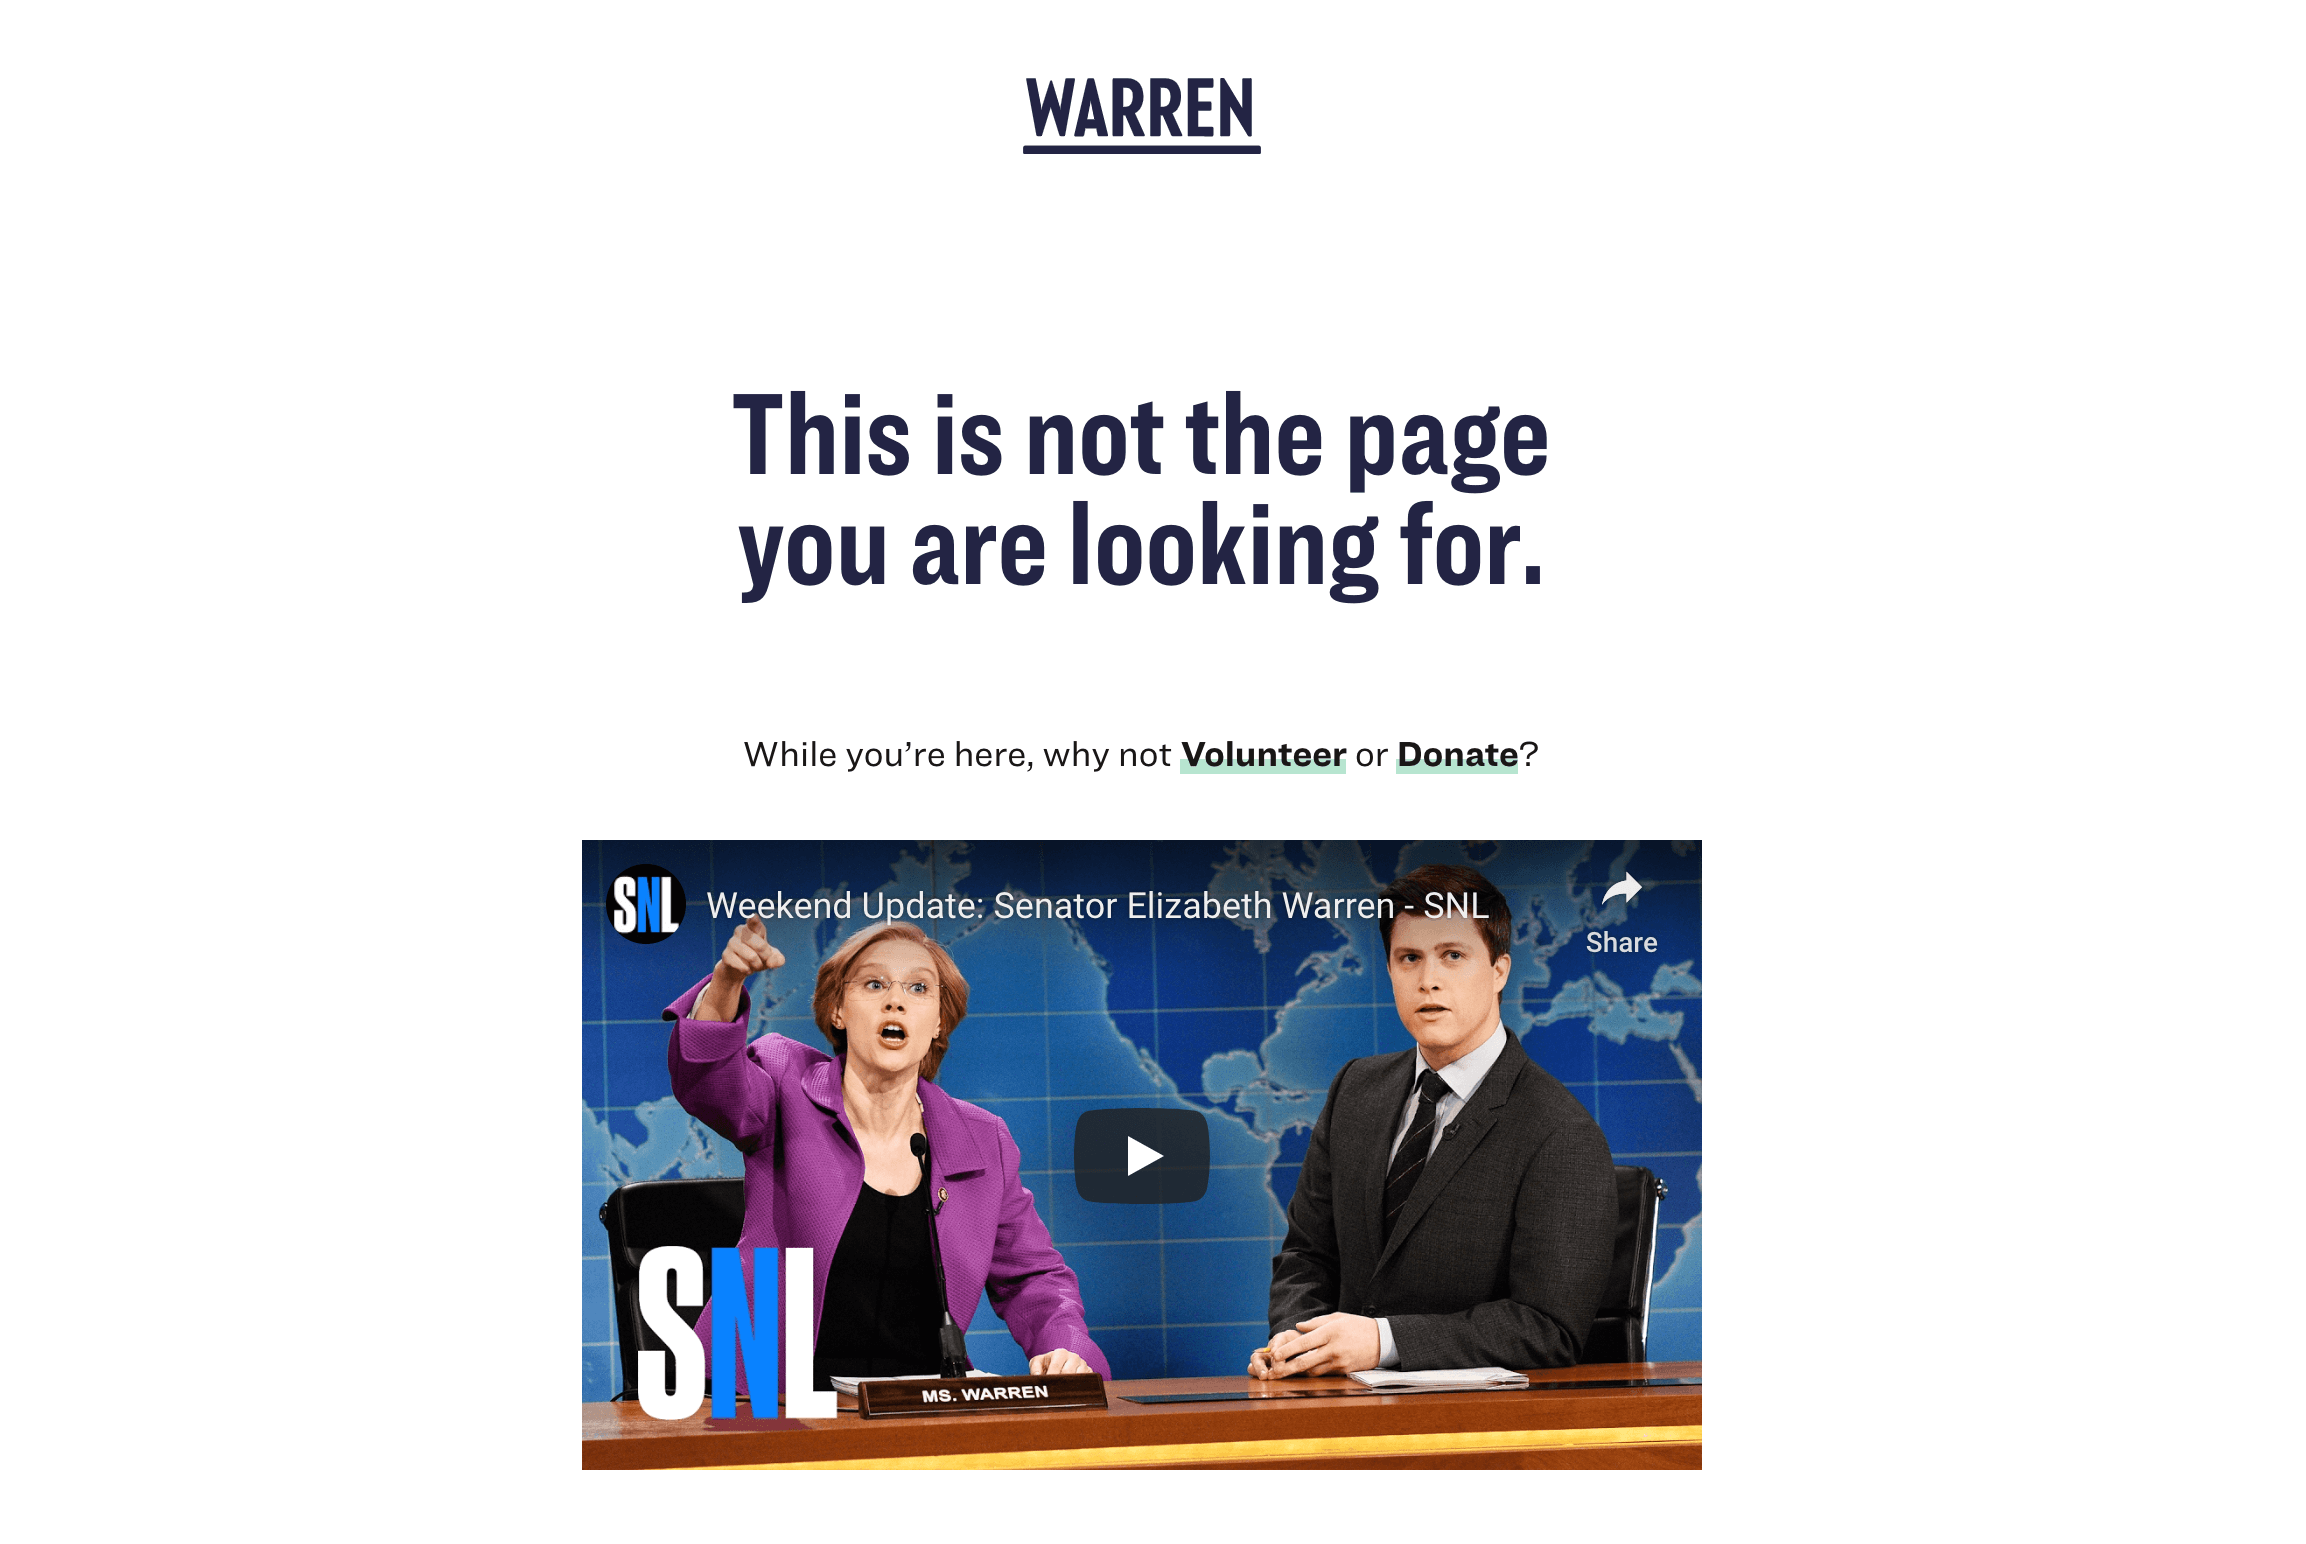 WARREN
This is not the page
you are looking for.
While you’re here, why not Volunteer or Donate?
SNL
Weekend Update: Senator Elizabeth Warren - SNL
Share
SNL
MS. WARREN